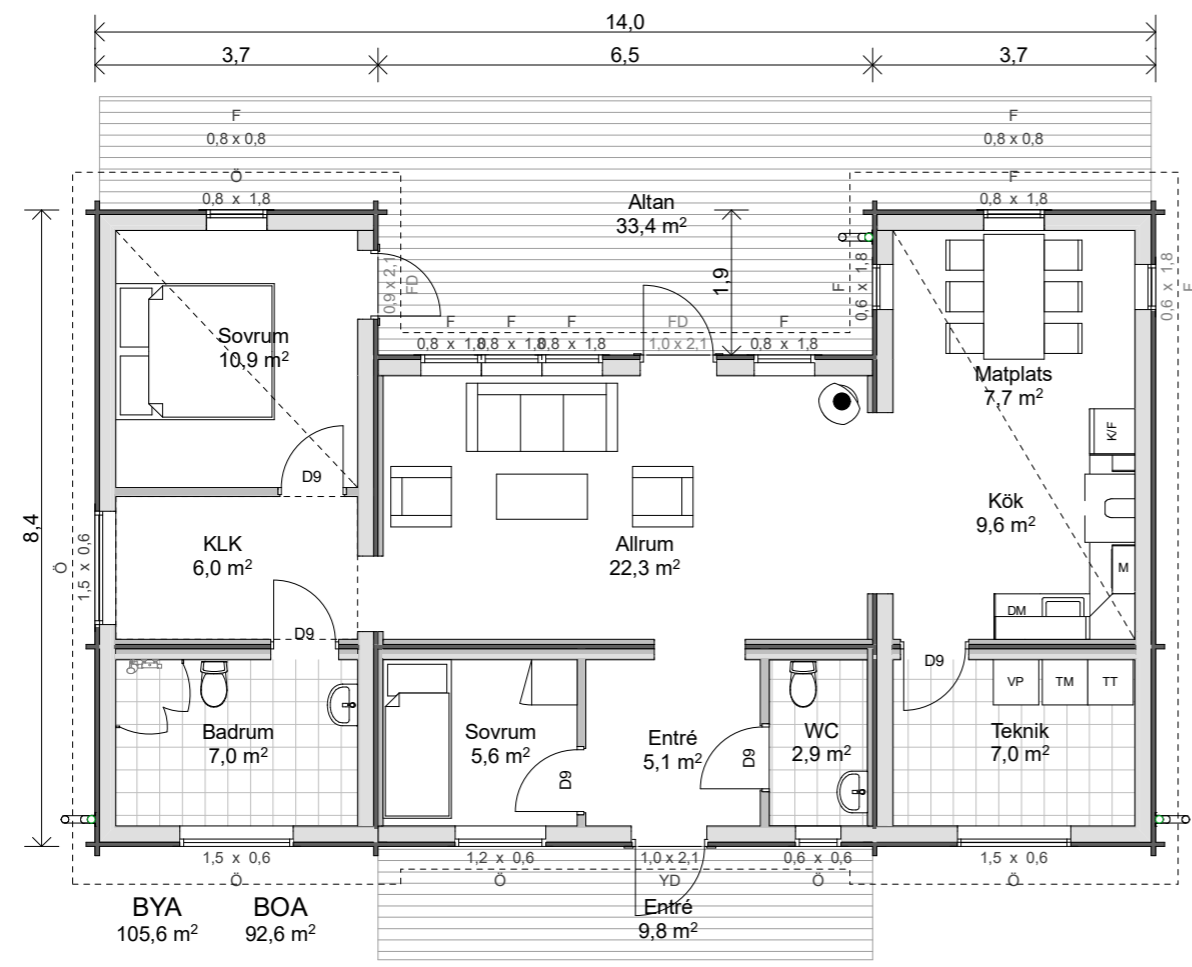 14,0
3,7 6,5 3,7
F F
0,8 x 0,8 0,8 x 0,8
Ö F
0,8 x 1,8 0,8 x 1,8
Altan
33,4 m²
1,9
0,9 x 2,1
FD
F
0,6 x 1,8
0,6 x 1,8
F
F F F FD F
0,8 x 1,8 0,8 x 1,8 0,8 x 1,8 1,0 x 2,1 0,8 x 1,8
Sovrum
10,9 m²
Matplats
7,7 m²
K/F
D9
8,4
Kök
9,6 m²
KLK
6,0 m²
Allrum
22,3 m²
Ö
1,5 x 0,6
M
DM
D9
D9
VP TM TT
Badrum
7,0 m²
Sovrum
5,6 m²
D9
Entré
5,1 m²
D9
WC
2,9 m²
Teknik
7,0 m²
1,5 x 0,6 1,2 x 0,6 1,0 x 2,1 0,6 x 0,6 1,5 x 0,6
Ö Ö YD Ö Ö
BYA BOA
105,6 m² 92,6 m²
Entré
9,8 m²